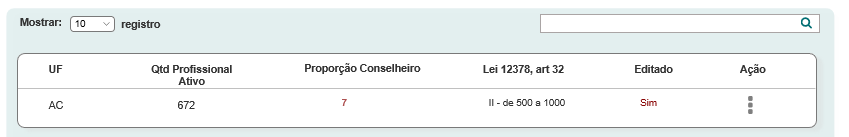 Mostrar: 10 registro
UF Qtd Profissional Ativo Proporção Conselheiro Lei 12378, art 32 Editado Ação
AC 672 7 II - de 500 a 1000 Sim